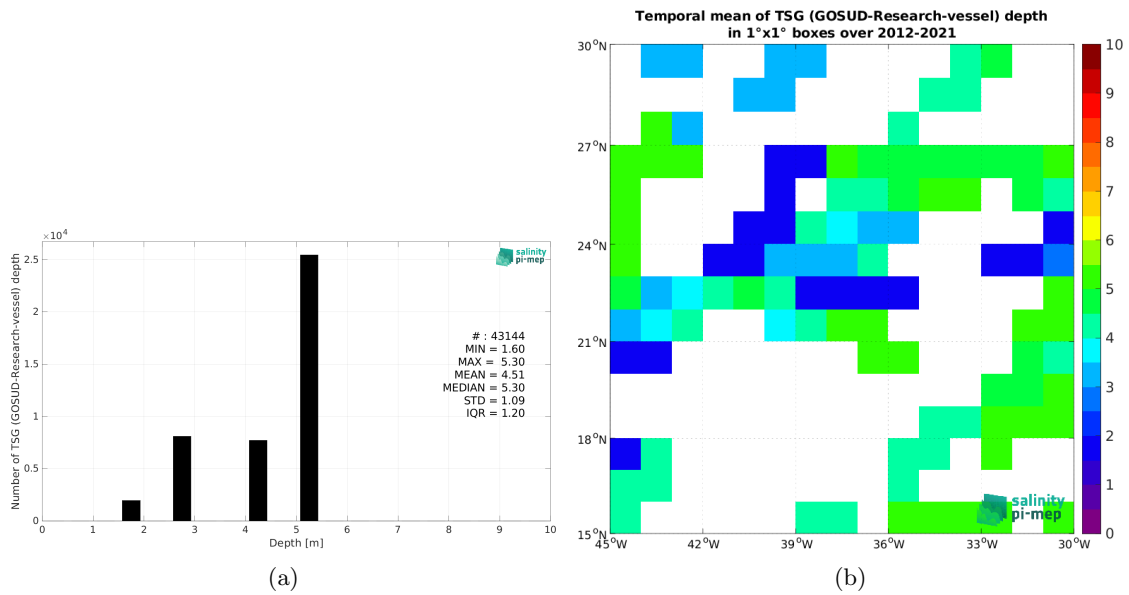 ×10⁴
2.5
2
1.5
1
0.5
0
Number of TSG (GOSUD-Research-vessel) depth
salinity
pi-mep
# : 43144
MIN = 1.60
MAX = 5.30
MEAN = 4.51
MEDIAN = 5.30
STD = 1.09
IQR = 1.20
0 1 2 3 4 5 6 7 8 9 10
Depth [m]
(a)
Temporal mean of TSG (GOSUD-Research-vessel) depth
in 1°x1° boxes over 2012-2021
30°N
27°N
24°N
21°N
18°N
15°N
45°W 42°W 39°W 36°W 33°W 30°W
salinity
pi-mep
10
9
8
7
6
5
4
3
2
1
0
(b)